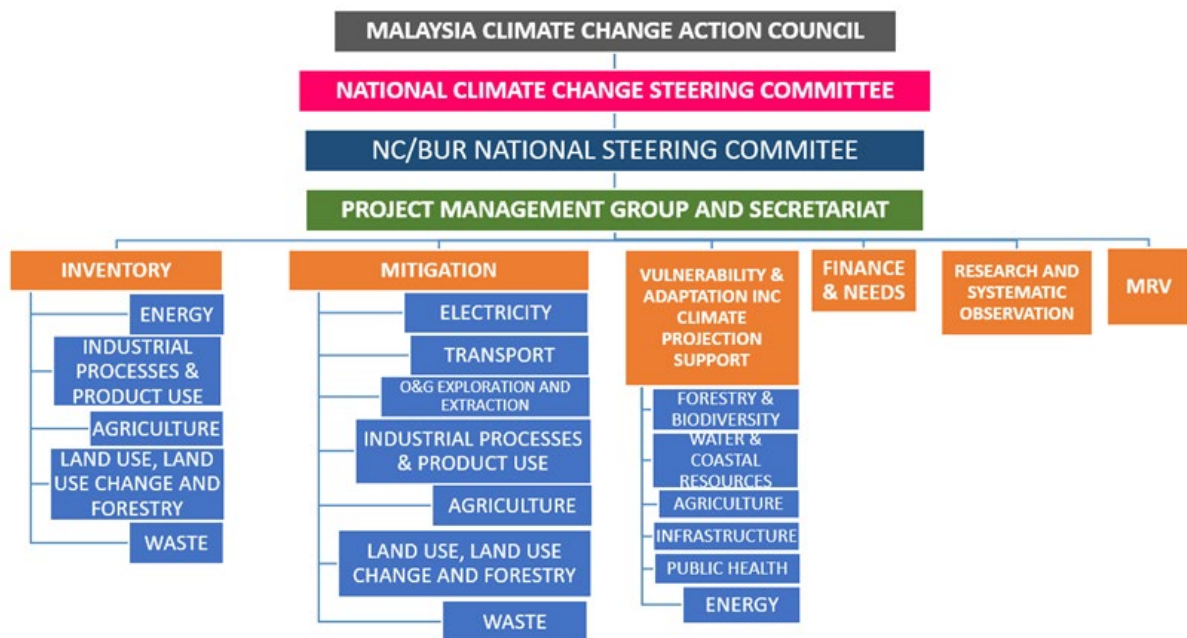 MALAYSIA CLIMATE CHANGE ACTION COUNCIL
NATIONAL CLIMATE CHANGE STEERING COMMITTEE
NC/BUR NATIONAL STEERING COMMITEE
PROJECT MANAGEMENT GROUP AND SECRETARIAT
INVENTORY
ENERGY
INDUSTRIAL
PROCESSES &
PRODUCT USE
AGRICULTURE
LAND USE, LAND
USE CHANGE AND
FORESTRY
WASTE
MITIGATION
ELECTRICITY
TRANSPORT
O&G EXPLORATION AND
EXTRACTION
INDUSTRIAL PROCESSES
& PRODUCT USE
AGRICULTURE
LAND USE, LAND USE
CHANGE AND FORESTRY
WASTE
VULNERABILITY &
ADAPTATION INC
CLIMATE
PROJECTION
SUPPORT
FORESTRY &
BIODIVERSITY
WATER &
COASTAL
RESOURCES
AGRICULTURE
INFRASTRUCTURE
PUBLIC HEALTH
ENERGY
FINANCE
& NEEDS
RESEARCH AND
SYSTEMATIC
OBSERVATION
MRV